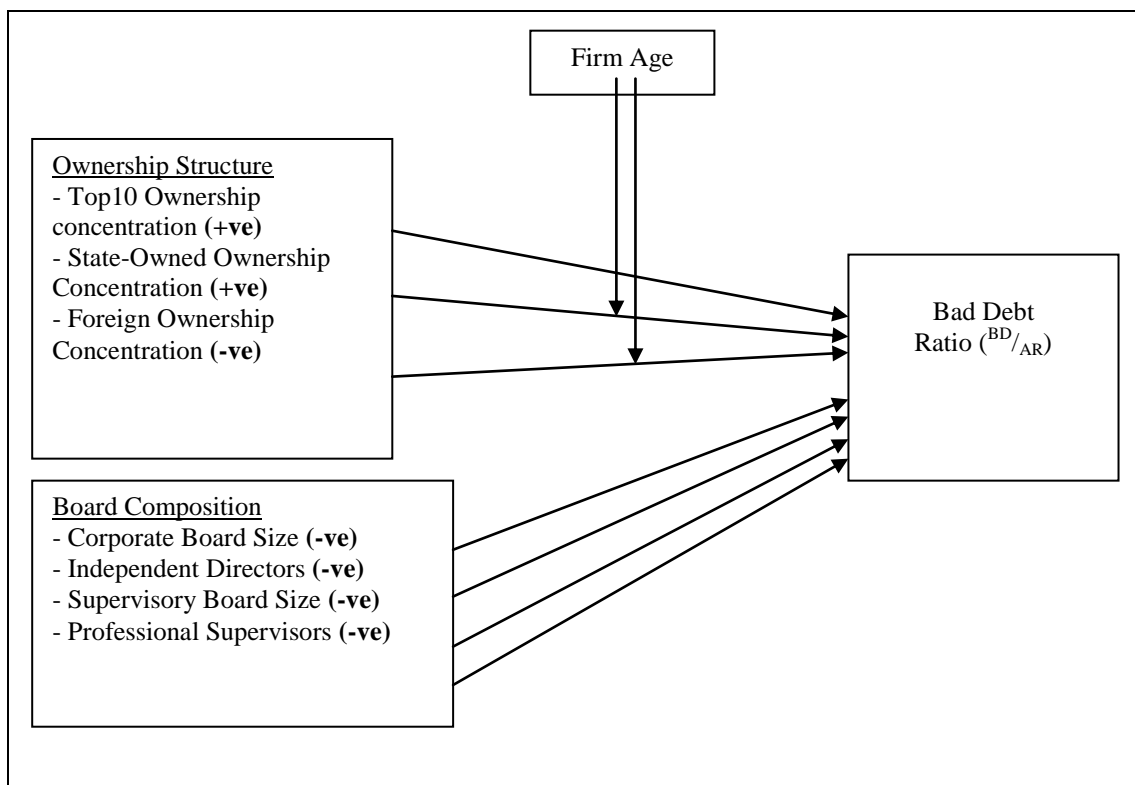 Firm Age
Ownership Structure
- Top10 Ownership
concentration (+ve)
- State-Owned Ownership
Concentration (+ve)
- Foreign Ownership
Concentration (-ve)
Bad Debt
Ratio (BD/AR)
Board Composition
- Corporate Board Size (-ve)
- Independent Directors (-ve)
- Supervisory Board Size (-ve)
- Professional Supervisors (-ve)